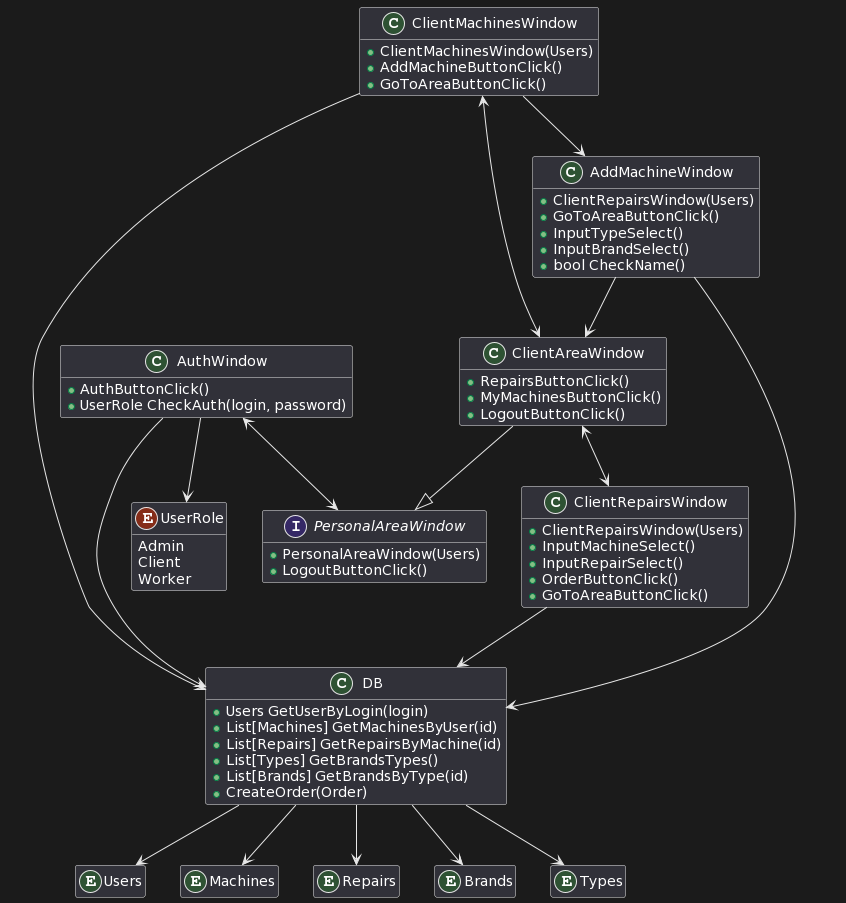 C ClientMachinesWindow
ClientMachinesWindow(Users)
AddMachineButtonClick()
GoToAreaButtonClick()
C AddMachineWindow
ClientRepairsWindow(Users)
GoToAreaButtonClick()
InputTypeSelect()
InputBrandSelect()
bool CheckName()
C AuthWindow
AuthButtonClick()
UserRole CheckAuth(login, password)
C ClientAreaWindow
RepairsButtonClick()
MyMachinesButtonClick()
LogoutButtonClick()
E UserRole
Admin
Client
Worker
I PersonalAreaWindow
PersonalAreaWindow(Users)
LogoutButtonClick()
C ClientRepairsWindow
ClientRepairsWindow(Users)
InputMachineSelect()
InputRepairSelect()
OrderButtonClick()
GoToAreaButtonClick()
C DB
Users GetUserByLogin(login)
List[Machines] GetMachinesByUser(id)
List[Repairs] GetRepairsByMachine(id)
List[Types] GetBrandsTypes()
List[Brands] GetBrandsByType(id)
CreateOrder(Order)
E Users
E Machines
E Repairs
E Brands
E Types